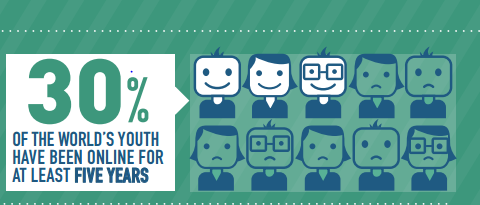 30%
OF THE WORLD'S YOUTH
HAVE BEEN ONLINE FOR
AT LEAST FIVE YEARS